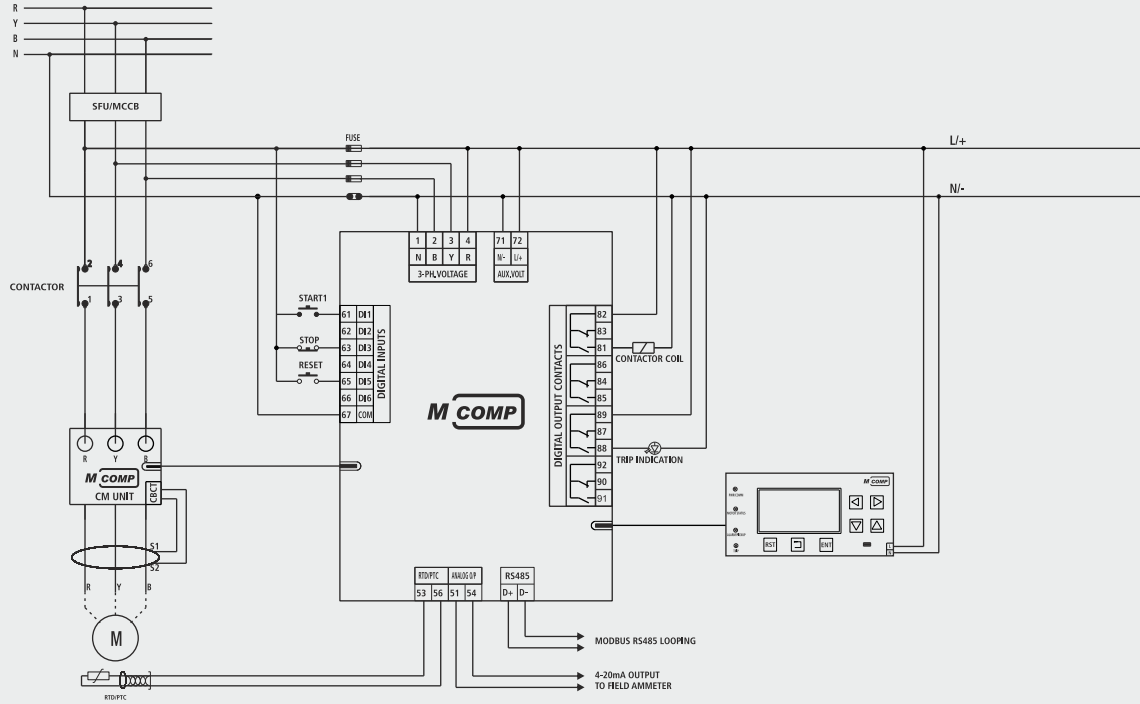 R
Y
B
N
SFU/MCCB
FUSE
L/+
N/-
2 4 6
CONTACTOR
1 3 5
1 2 3 4
N B Y R
3-PH.VOLTAGE
71 72
N/- L/+
AUX.VOLT
START1
STOP
RESET
61 DI1
62 DI2
63 DI3
64 DI4
65 DI5
66 DI6
67 COM
DIGITAL INPUTS
M COMP
DIGITAL OUTPUT CONTACTS
82
83
81
86
84
85
89
87
88
92
90
91
CONTACTOR COIL
TRIP INDICATION
R Y B
M COMP
CM UNIT
CBCT
S1
S2
R Y B
M
RTD/PTC
M COMP
RST
ENT
RTD/PTC
53 56
ANALOG O/P
51 54
RS485
D+ D-
MODBUS RS485 LOOPING
4-20mA OUTPUT
TO FIELD AMMETER